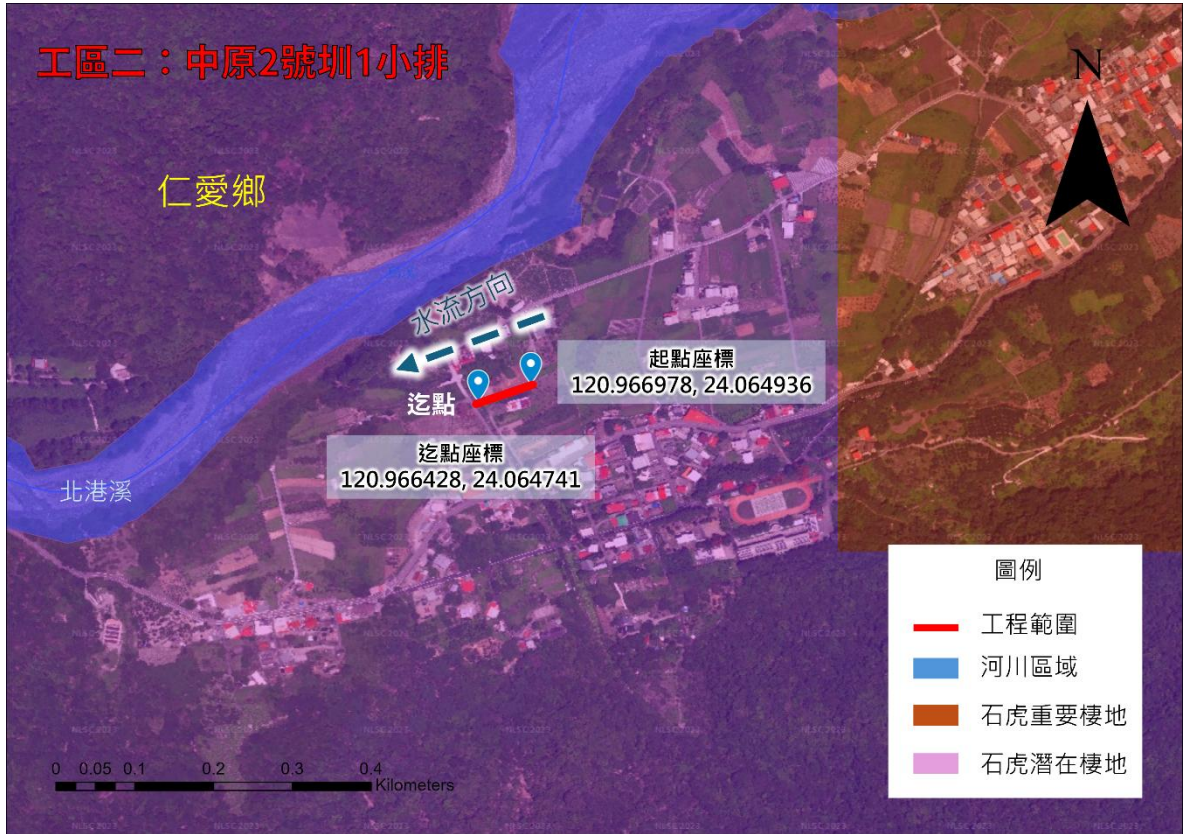 工區二：中原2號圳1小排
N
仁愛鄉
水流方向
起點座標
120.966978, 24.064936
迄點
迄點座標
120.966428, 24.064741
北港溪
圖例
工程範圍
河川區域
石虎重要棲地
石虎潛在棲地
0 0.05 0.1 0.2 0.3 0.4
Kilometers
NLSC 2023